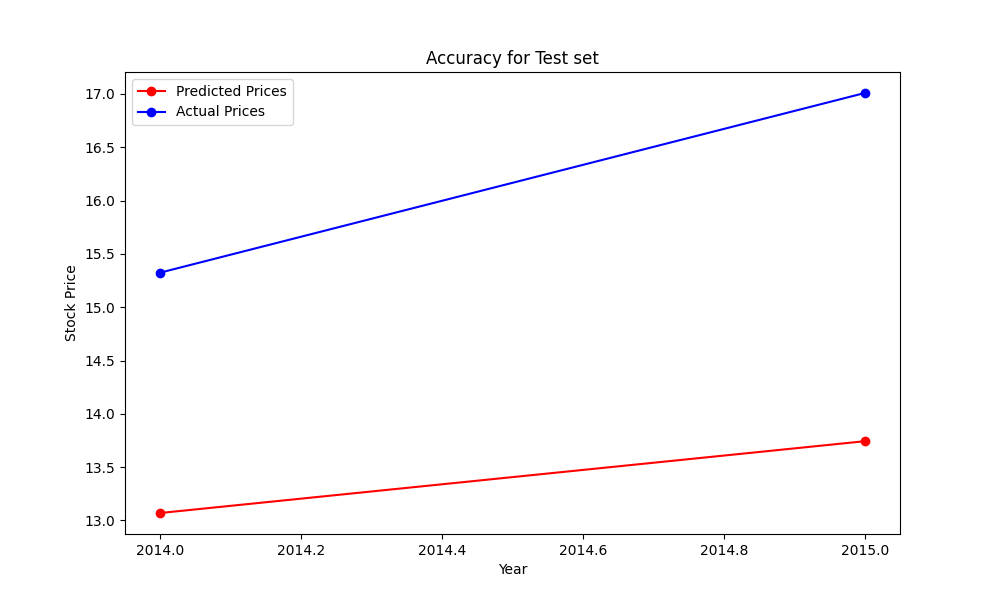 Accuracy for Test set
Predicted Prices
Actual Prices
17.0
16.5
16.0
15.5
15.0
14.5
14.0
13.5
13.0
Stock Price
2014.0 2014.2 2014.4 2014.6 2014.8 2015.0
Year